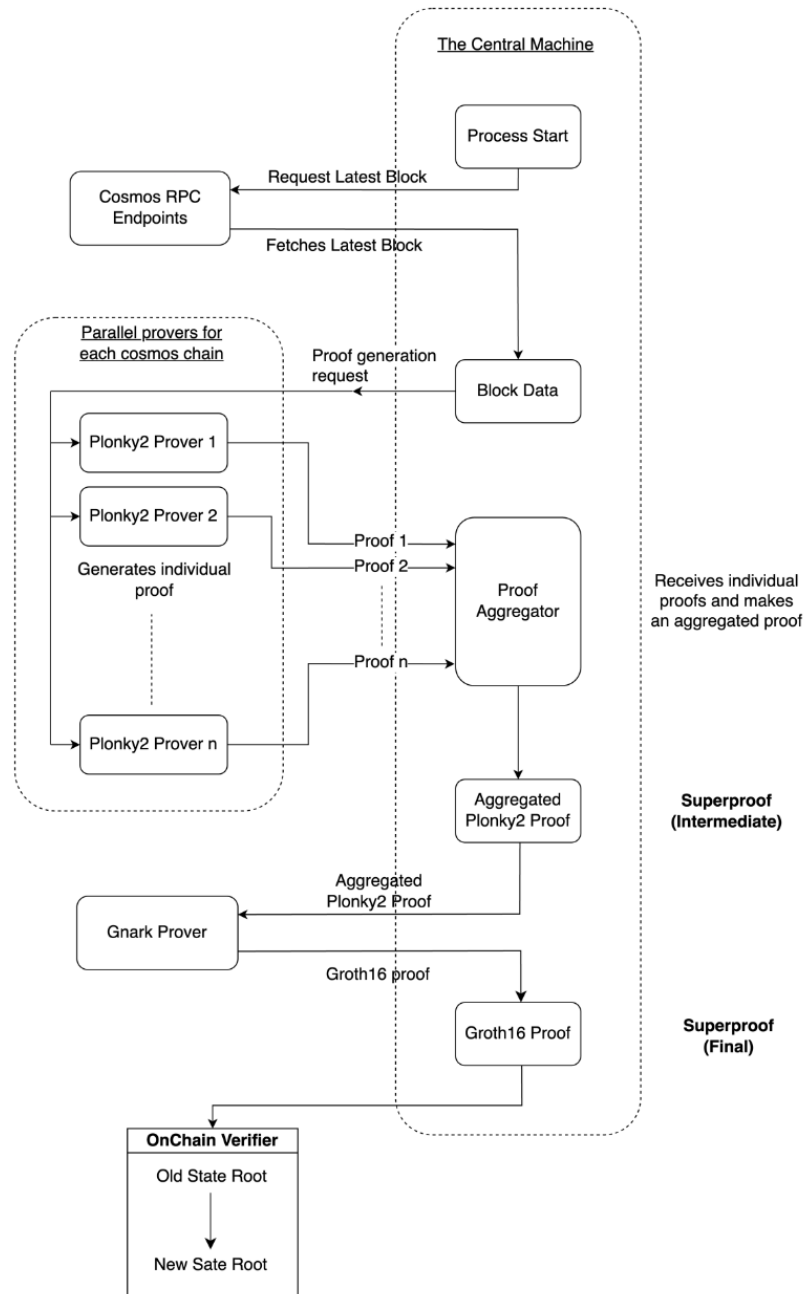 The Central Machine
Process Start
Request Latest Block
Cosmos RPC
Endpoints
Fetches Latest Block
Parallel provers for
each cosmos chain
Proof generation
request
Block Data
Plonky2 Prover 1
Plonky2 Prover 2
Generates individual
proof
Plonky2 Prover n
Proof 1
Proof 2
Proof n
Proof
Aggregator
Receives individual
proofs and makes
an aggregated proof
Aggregated
Plonky2 Proof
Superproof
(Intermediate)
Aggregated
Plonky2 Proof
Gnark Prover
Groth16 proof
Groth16 Proof
Superproof
(Final)
OnChain Verifier
Old State Root
New Sate Root